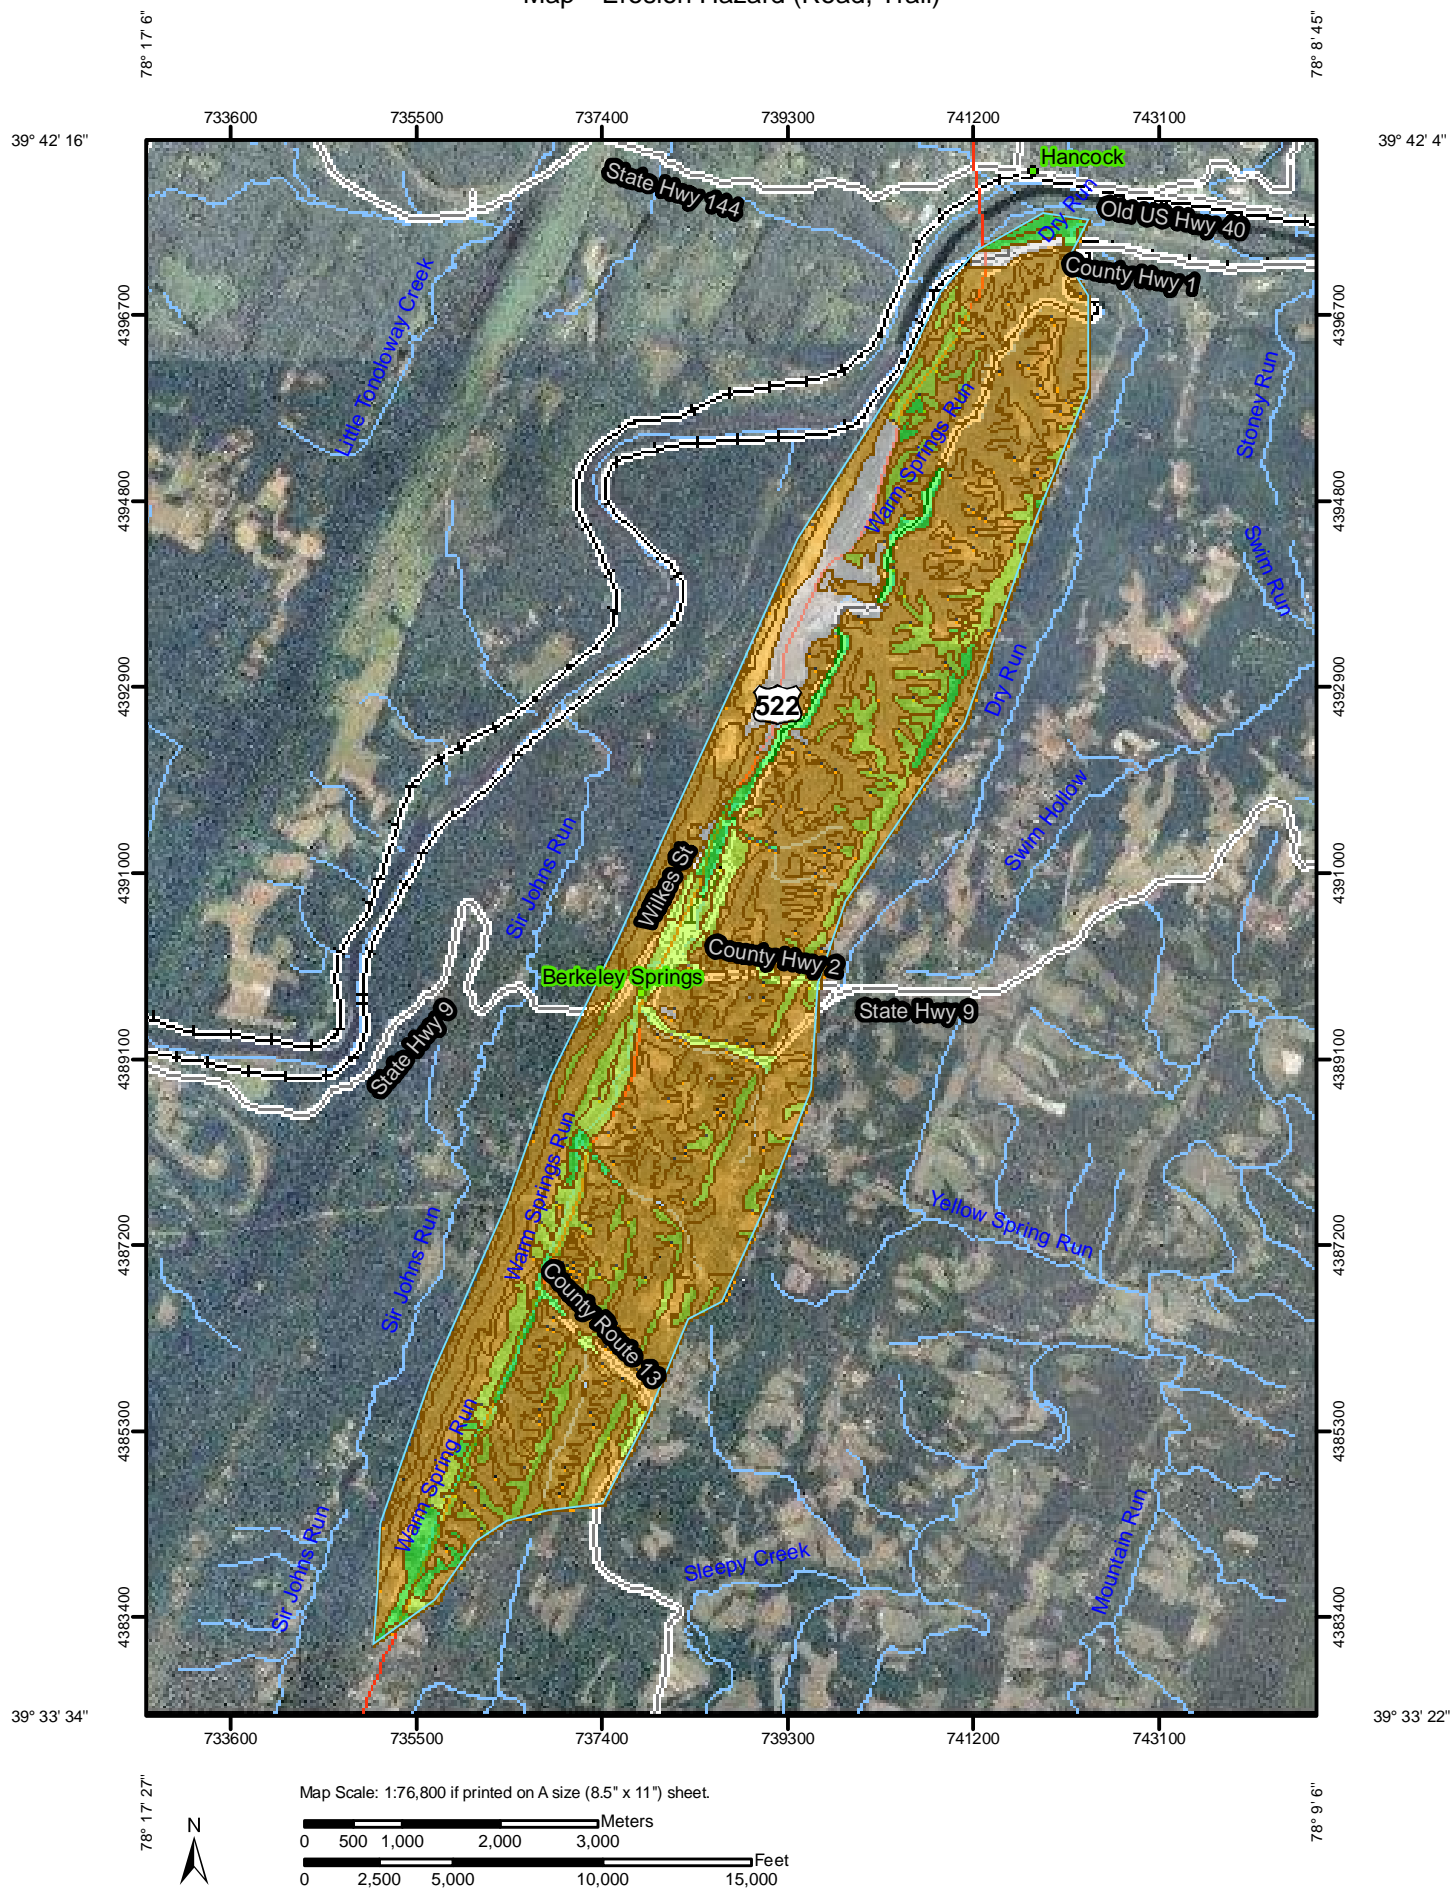 Map—Erosion Hazard (Road, Trail)
78° 17' 6"
78° 8' 45"
733600
735500
737400
739300
741200
743100
39° 42' 16"
39° 42' 4"
Hancock
State Hwy 144
Dry Run
Old US Hwy 40
County Hwy 1
Little Tonoloway Creek
4396700
4396700
Stoney Run
Warm Springs Run
4394800
4394800
Swim Run
Dry Run
4392900
4392900
522
Swim Hollow
Sir Johns Run
Wilkes St
4391000
4391000
County Hwy 2
Berkeley Springs
State Hwy 9
State Hwy 9
4389100
4389100
Warm Springs Run
Yellow Spring Run
Sir Johns Run
4387200
4387200
County Route 13
4385300
4385300
Warm Spring Run
Sir Johns Run
Sleepy Creek
Mountain Run
4383400
4383400
39° 33' 34"
39° 33' 22"
733600
735500
737400
739300
741200
743100
78° 17' 27"
78° 9' 6"
Map Scale: 1:76,800 if printed on A size (8.5" x 11") sheet.
N
Meters
0 500 1,000 2,000 3,000
Feet
0 2,500 5,000 10,000 15,000